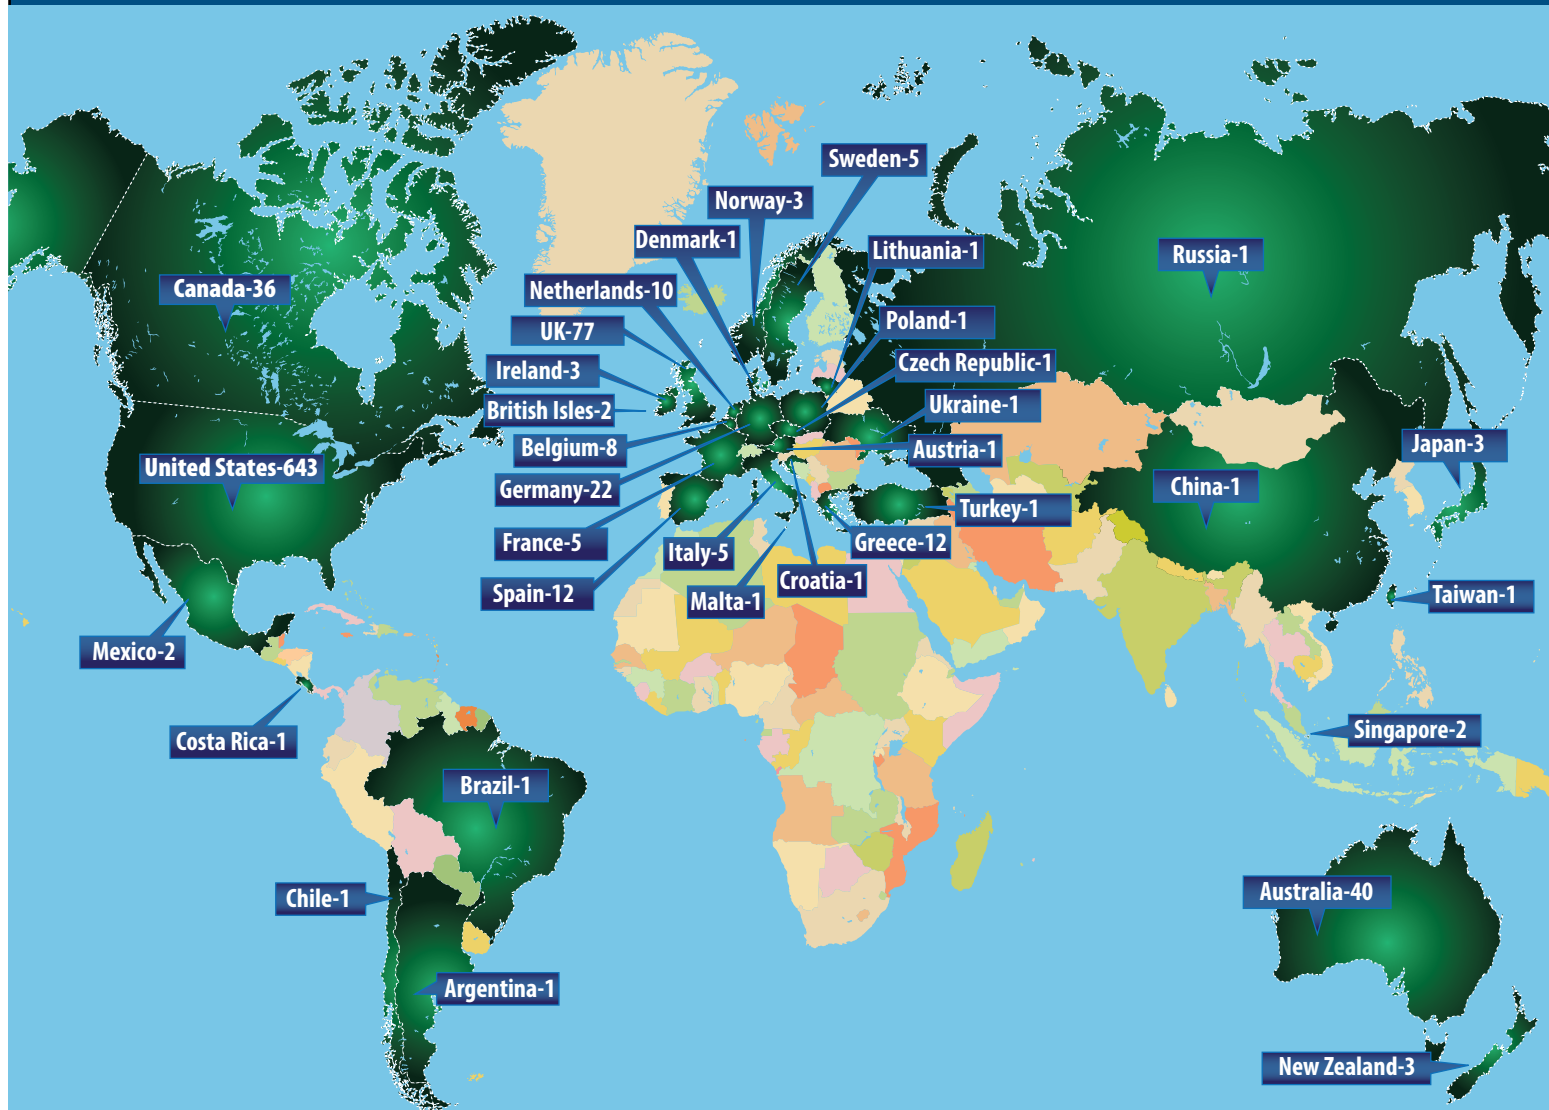 Sweden-5
Norway-3
Denmark-1
Lithuania-1
Russia-1
Canada-36
Netherlands-10
UK-77
Poland-1
Czech Republic-1
Ireland-3
British Isles-2
Ukraine-1
Belgium-8
Austria-1
Japan-3
United States-643
Germany-22
China-1
Turkey-1
France-5
Italy-5
Greece-12
Croatia-1
Spain-12
Malta-1
Taiwan-1
Mexico-2
Costa Rica-1
Singapore-2
Brazil-1
Chile-1
Australia-40
Argentina-1
New Zealand-3